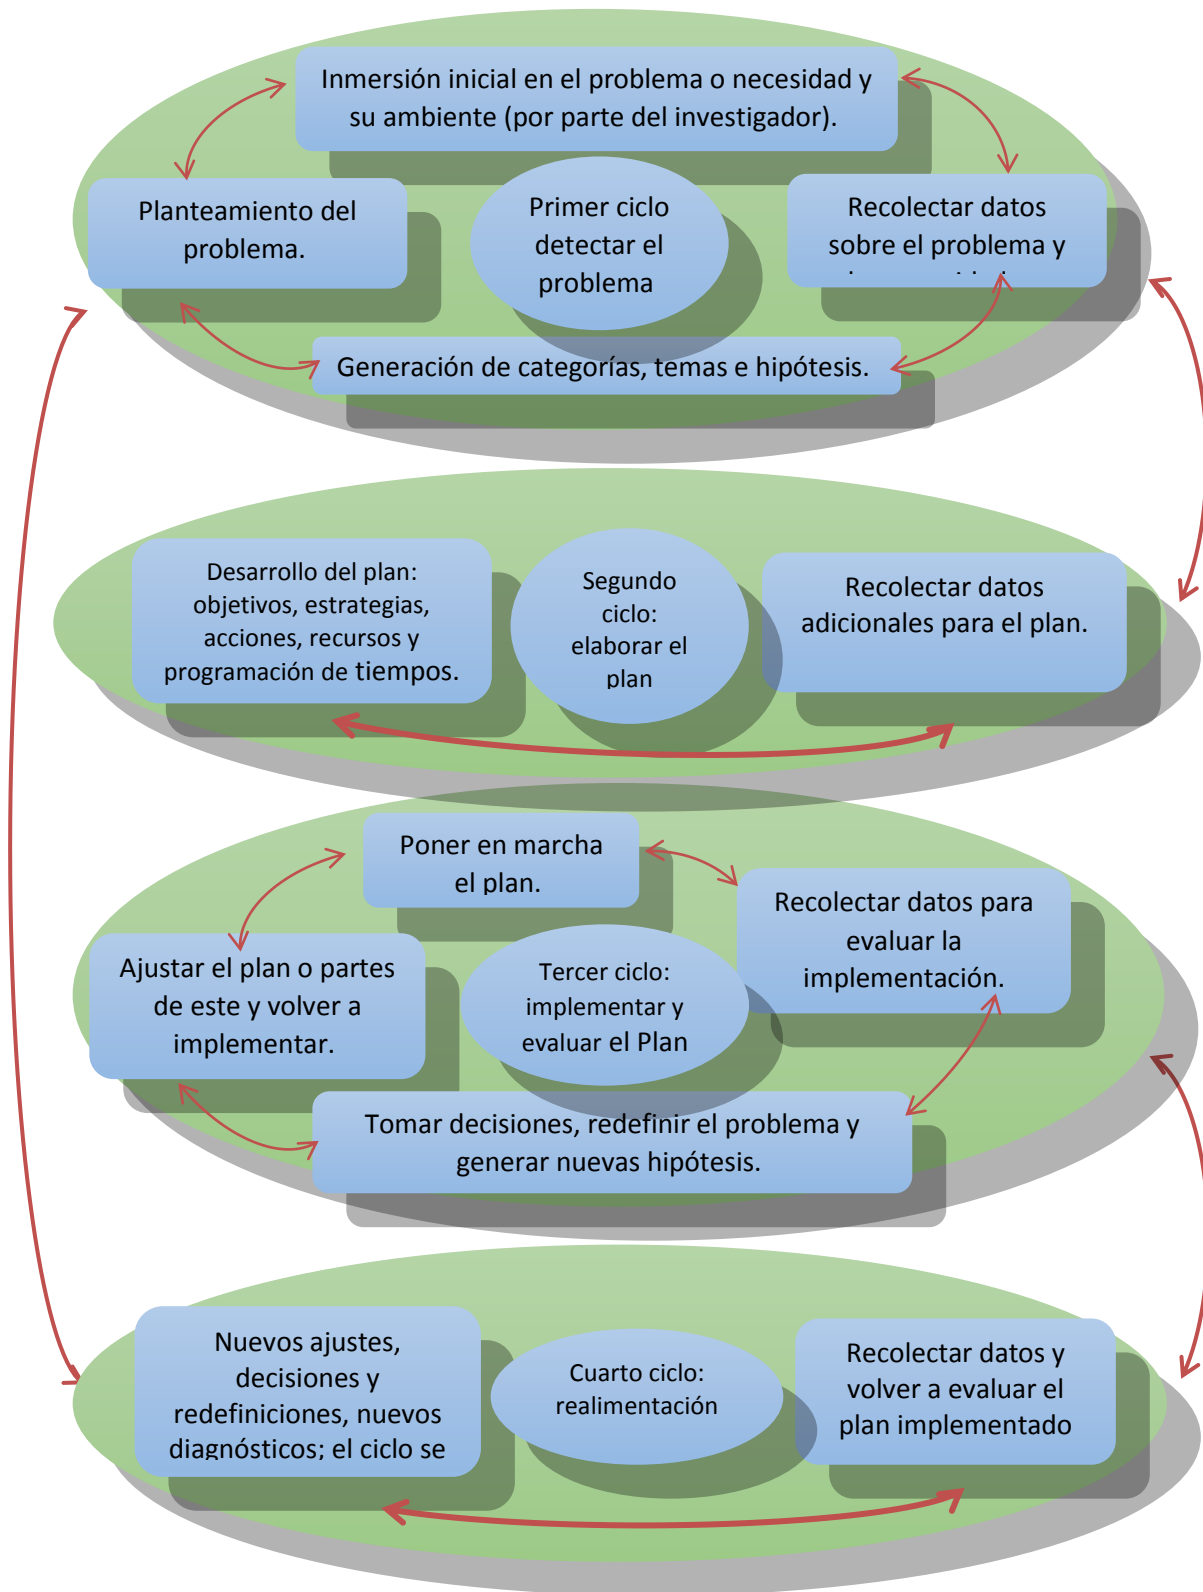 Inmersión inicial en el problema o necesidad y
su ambiente (por parte del investigador).
Planteamiento del
problema.
Primer ciclo
detectar el
problema
Recolectar datos
sobre el problema y
Generación de categorías, temas e hipótesis.
Desarrollo del plan:
objetivos, estrategias,
acciones, recursos y
programación de tiempos.
Segundo
ciclo:
elaborar el
plan
Recolectar datos
adicionales para el plan.
Poner en marcha
el plan.
Recolectar datos para
evaluar la
implementación.
Ajustar el plan o partes
de este y volver a
implementar.
Tercer ciclo:
implementar y
evaluar el Plan
Tomar decisiones, redefinir el problema y
generar nuevas hipótesis.
Nuevos ajustes,
decisiones y
redefiniciones, nuevos
diagnósticos; el ciclo se
Cuarto ciclo:
realimentación
Recolectar datos y
volver a evaluar el
plan implementado